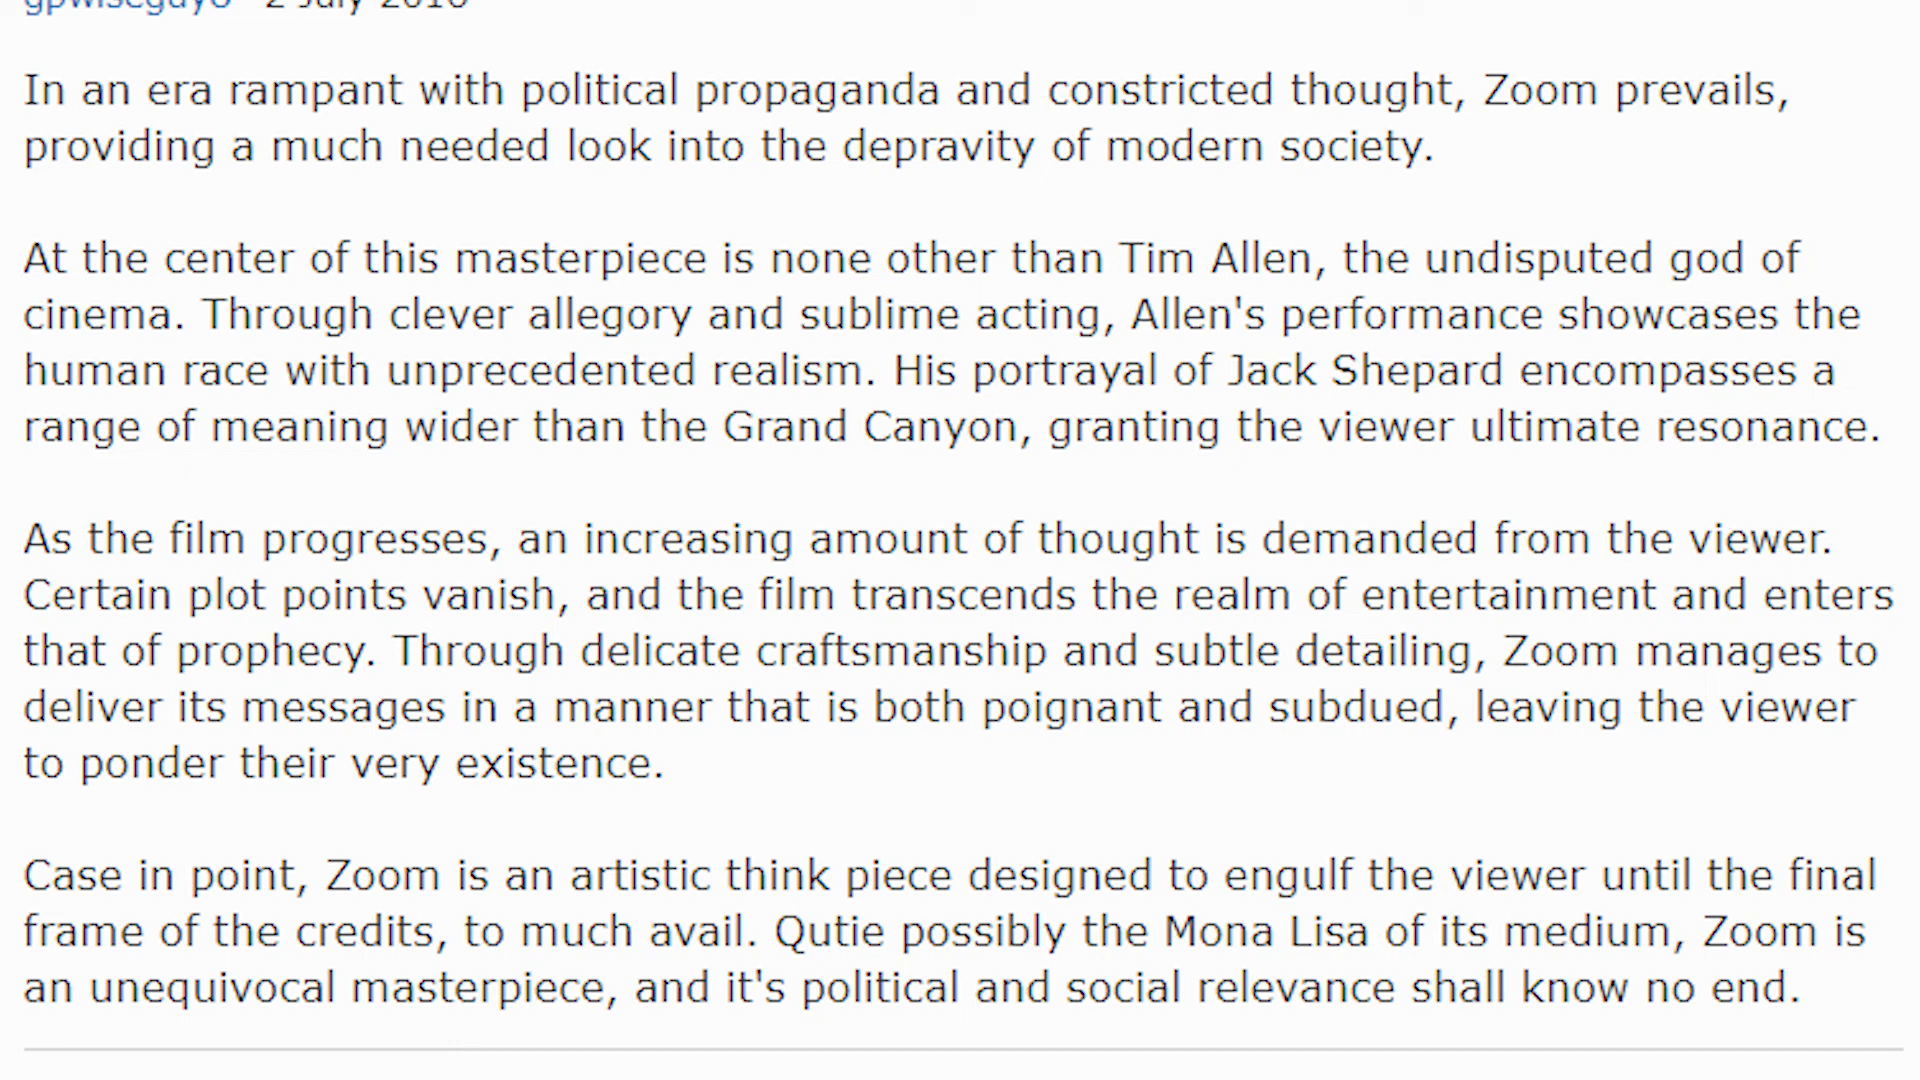 In an era rampant with political propaganda and constricted thought, Zoom prevails,
providing a much needed look into the depravity of modern society.
At the center of this masterpiece is none other than Tim Allen, the undisputed god of
cinema. Through clever allegory and sublime acting, Allen's performance showcases the
human race with unprecedented realism. His portrayal of Jack Shepard encompasses a
range of meaning wider than the Grand Canyon, granting the viewer ultimate resonance.
As the film progresses, an increasing amount of thought is demanded from the viewer.
Certain plot points vanish, and the film transcends the realm of entertainment and enters
that of prophecy. Through delicate craftsmanship and subtle detailing, Zoom manages to
deliver its messages in a manner that is both poignant and subdued, leaving the viewer
to ponder their very existence.
Case in point, Zoom is an artistic think piece designed to engulf the viewer until the final
frame of the credits, to much avail. Qutie possibly the Mona Lisa of its medium, Zoom is
an unequivocal masterpiece, and it's political and social relevance shall know no end.